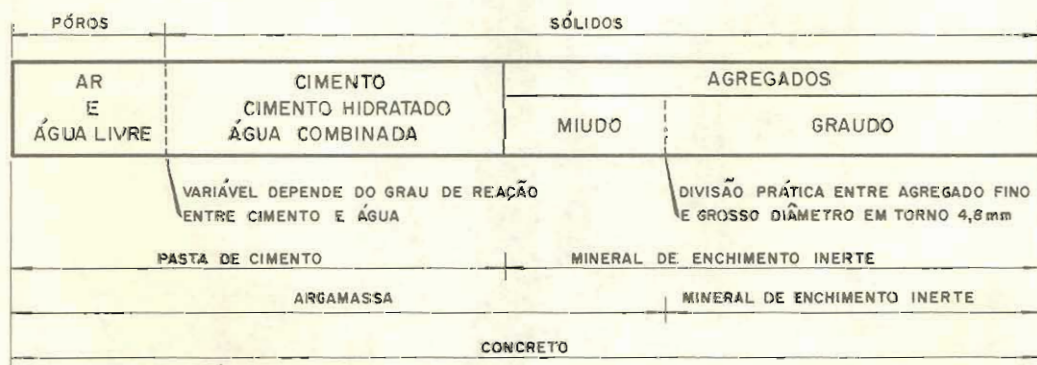 PÓROS
SÓLIDOS
AR
E
ÁGUA LIVRE
CIMENTO
CIMENTO HIDRATADO
ÁGUA COMBINADA
AGREGADOS
MIUDO
GRAUDO
VARIÁVEL DEPENDE DO GRAU DE REAÇÃO
ENTRE CIMENTO E ÁGUA
DIVISÃO PRÁTICA ENTRE AGREGADO FINO
E GROSSO DIÂMETRO EM TORNO 4,8mm
PASTA DE CIMENTO
MINERAL DE ENCHIMENTO INERTE
ARGAMASSA
MINERAL DE ENCHIMENTO INERTE
CONCRETO